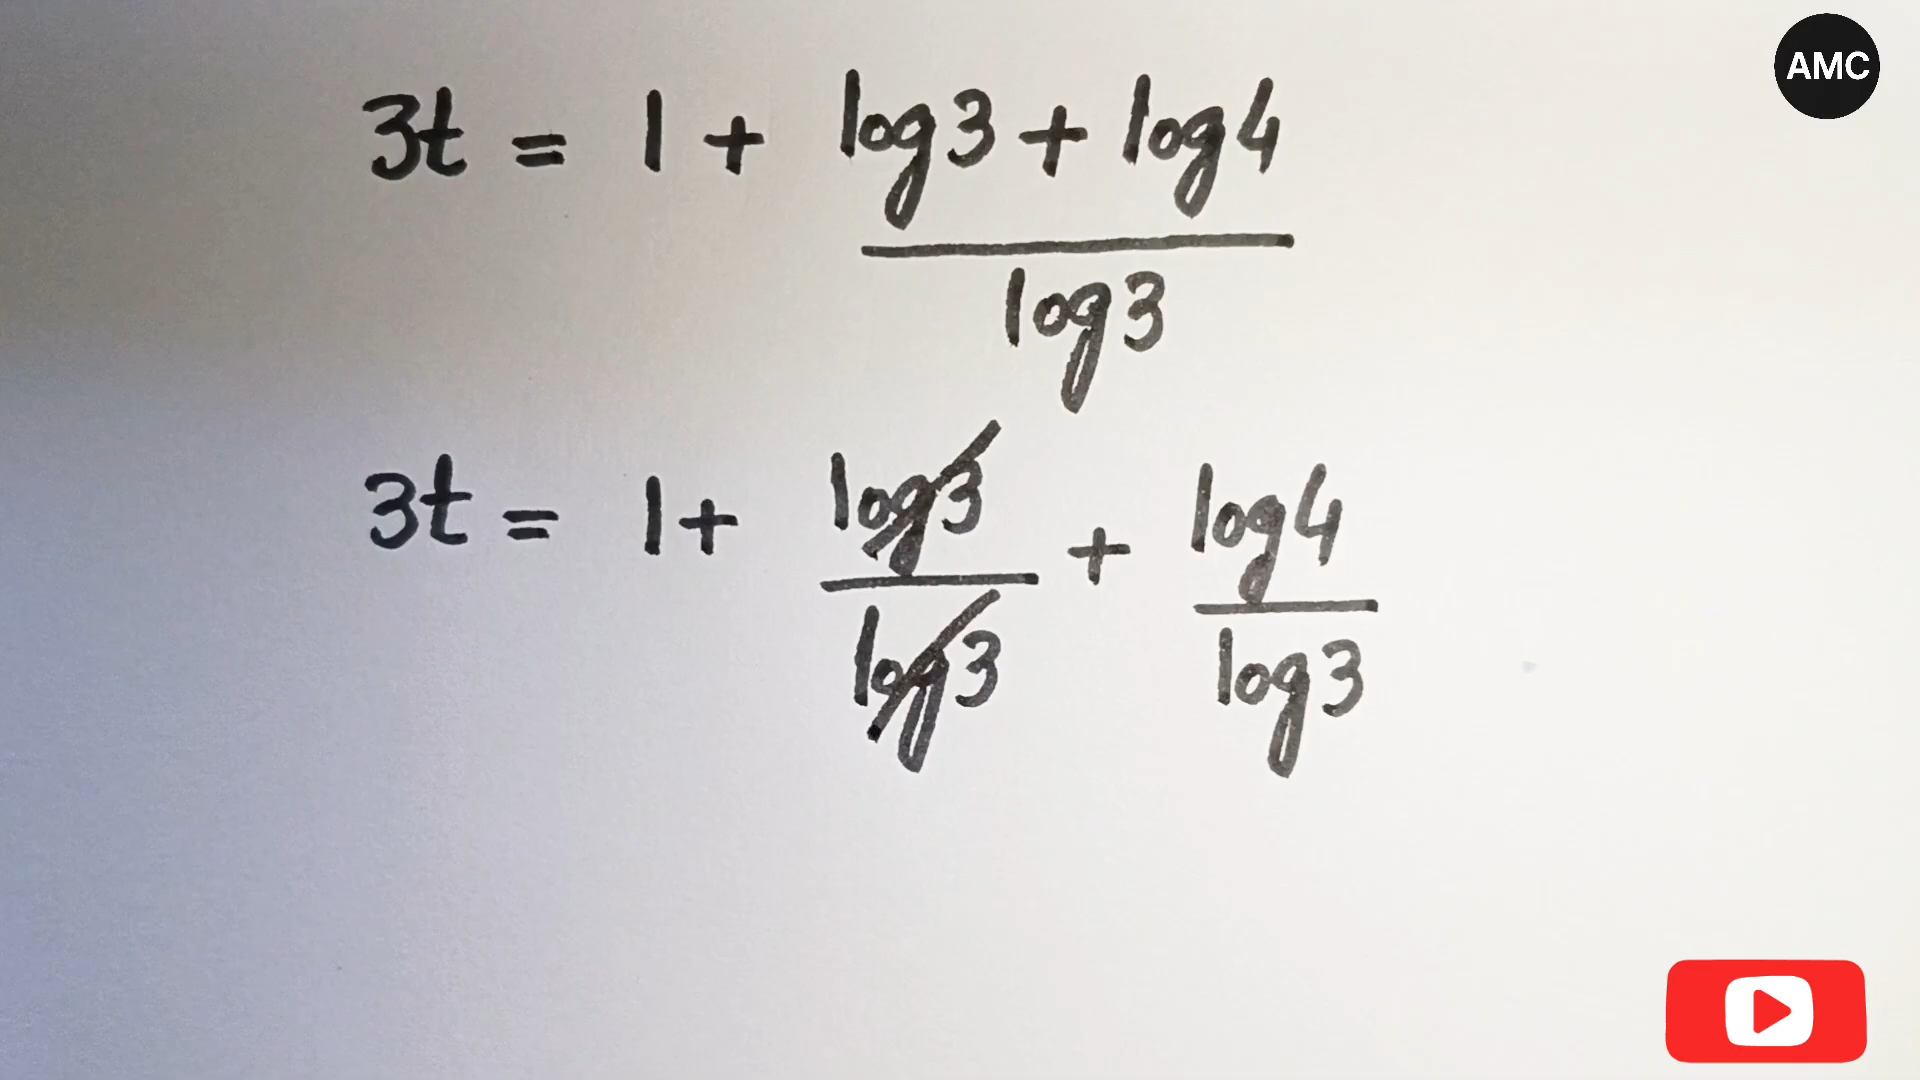 AMC
3t = 1 + log3 + log4
log3
3t = 1 + log3 + log4
log3 log3